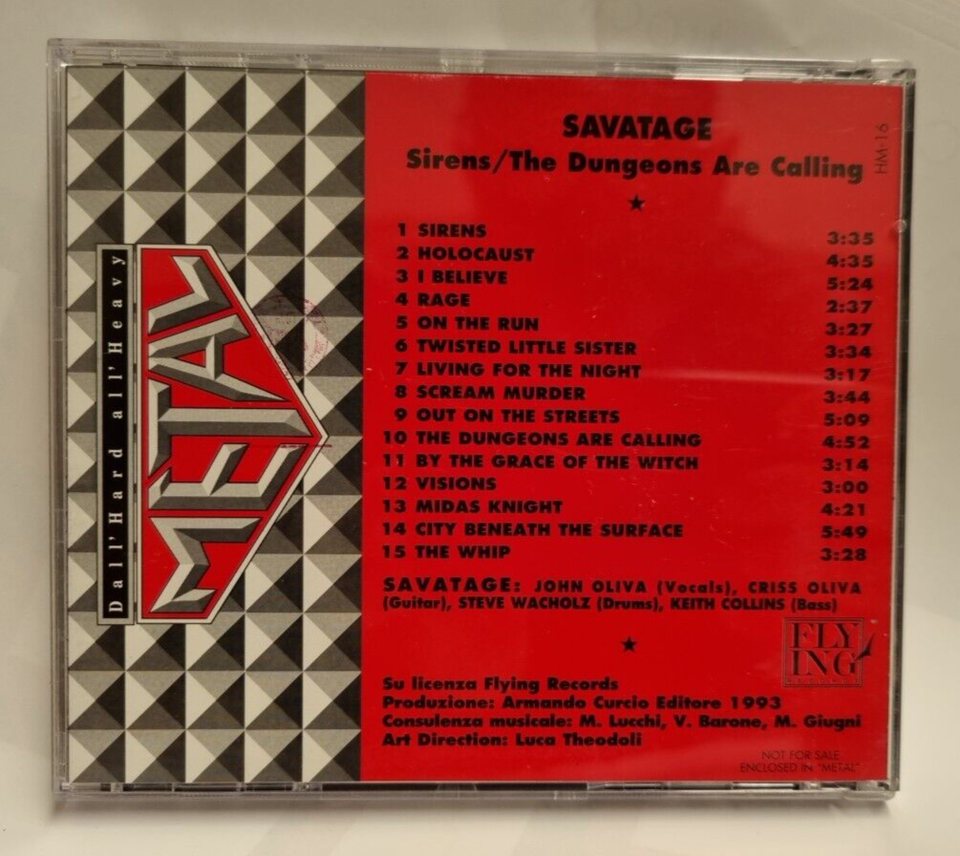 Dall'Hard all'Heavy
METAL
SAVATAGE
Sirens/The Dungeons Are Calling
HM-16
★
1 SIRENS 3:35
2 HOLOCAUST 4:35
3 I BELIEVE 5:24
4 RAGE 2:37
5 ON THE RUN 3:27
6 TWISTED LITTLE SISTER 3:34
7 LIVING FOR THE NIGHT 3:17
8 SCREAM MURDER 3:44
9 OUT ON THE STREETS 5:09
10 THE DUNGEONS ARE CALLING 4:52
11 BY THE GRACE OF THE WITCH 3:14
12 VISIONS 3:00
13 MIDAS KNIGHT 4:21
14 CITY BENEATH THE SURFACE 5:49
15 THE WHIP 3:28
SAVATAGE: JOHN OLIVA (Vocals), CRISS OLIVA
(Guitar), STEVE WACHOLZ (Drums), KEITH COLLINS (Bass)
★
FLY
ING
RECORDS
Su licenza Flying Records
Produzione: Armando Curcio Editore 1993
Consulenza musicale: M. Lucchi, V. Barone, M. Giugni
Art Direction: Luca Theodoli
NOT FOR SALE
ENCLOSED IN "METAL"